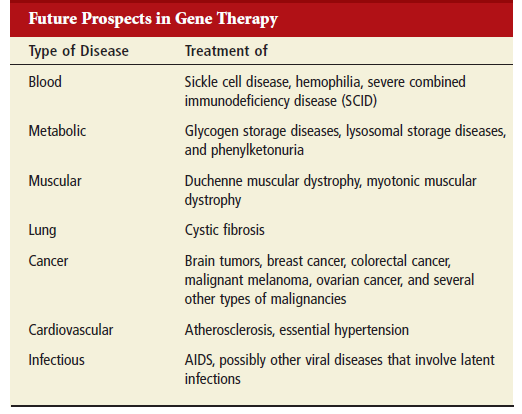 Future Prospects in Gene Therapy
Type of Disease Treatment of
Blood Sickle cell disease, hemophilia, severe combined
immunodeficiency disease (SCID)
Metabolic Glycogen storage diseases, lysosomal storage diseases,
and phenylketonuria
Muscular Duchenne muscular dystrophy, myotonic muscular
dystrophy
Lung Cystic fibrosis
Cancer Brain tumors, breast cancer, colorectal cancer,
malignant melanoma, ovarian cancer, and several
other types of malignancies
Cardiovascular Atherosclerosis, essential hypertension
Infectious AIDS, possibly other viral diseases that involve latent
infections